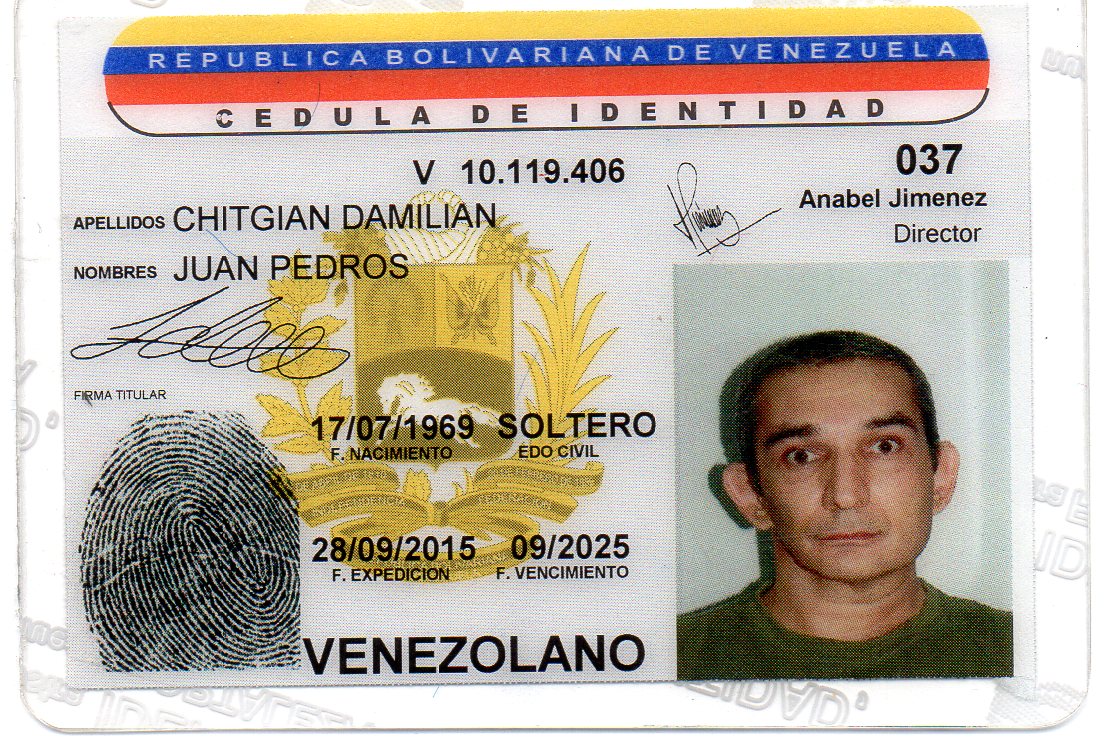 REPUBLICA BOLIVARIANA DE VENEZUELA
CEDULA DE IDENTIDAD
V 10.119.406
037
Anabel Jimenez
Director
APELLIDOS CHITGIAN DAMILIAN
NOMBRES JUAN PEDROS
FIRMA TITULAR
17/07/1969 SOLTERO
F. NACIMIENTO EDO CIVIL
28/09/2015 09/2025
F. EXPEDICION F. VENCIMIENTO
VENEZOLANO